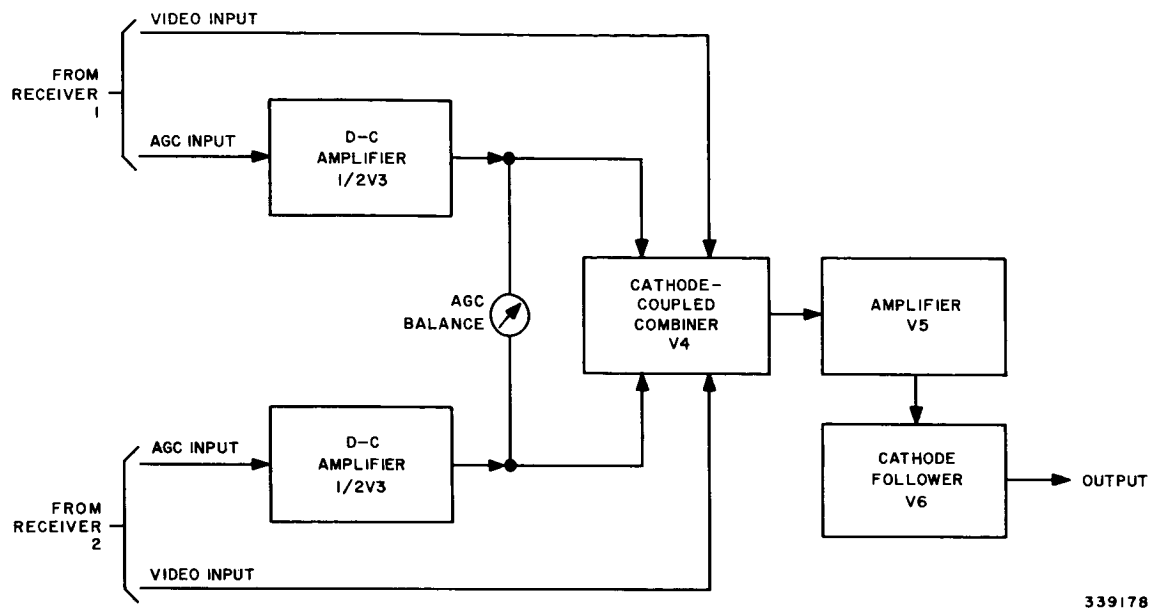 VIDEO INPUT
FROM
RECEIVER
1
AGC INPUT
D-C
AMPLIFIER
1/2V3
AGC
BALANCE
CATHODE-
COUPLED
COMBINER
V4
AMPLIFIER
V5
AGC INPUT
D-C
AMPLIFIER
1/2V3
CATHODE
FOLLOWER
V6
OUTPUT
FROM
RECEIVER
2
VIDEO INPUT
339178